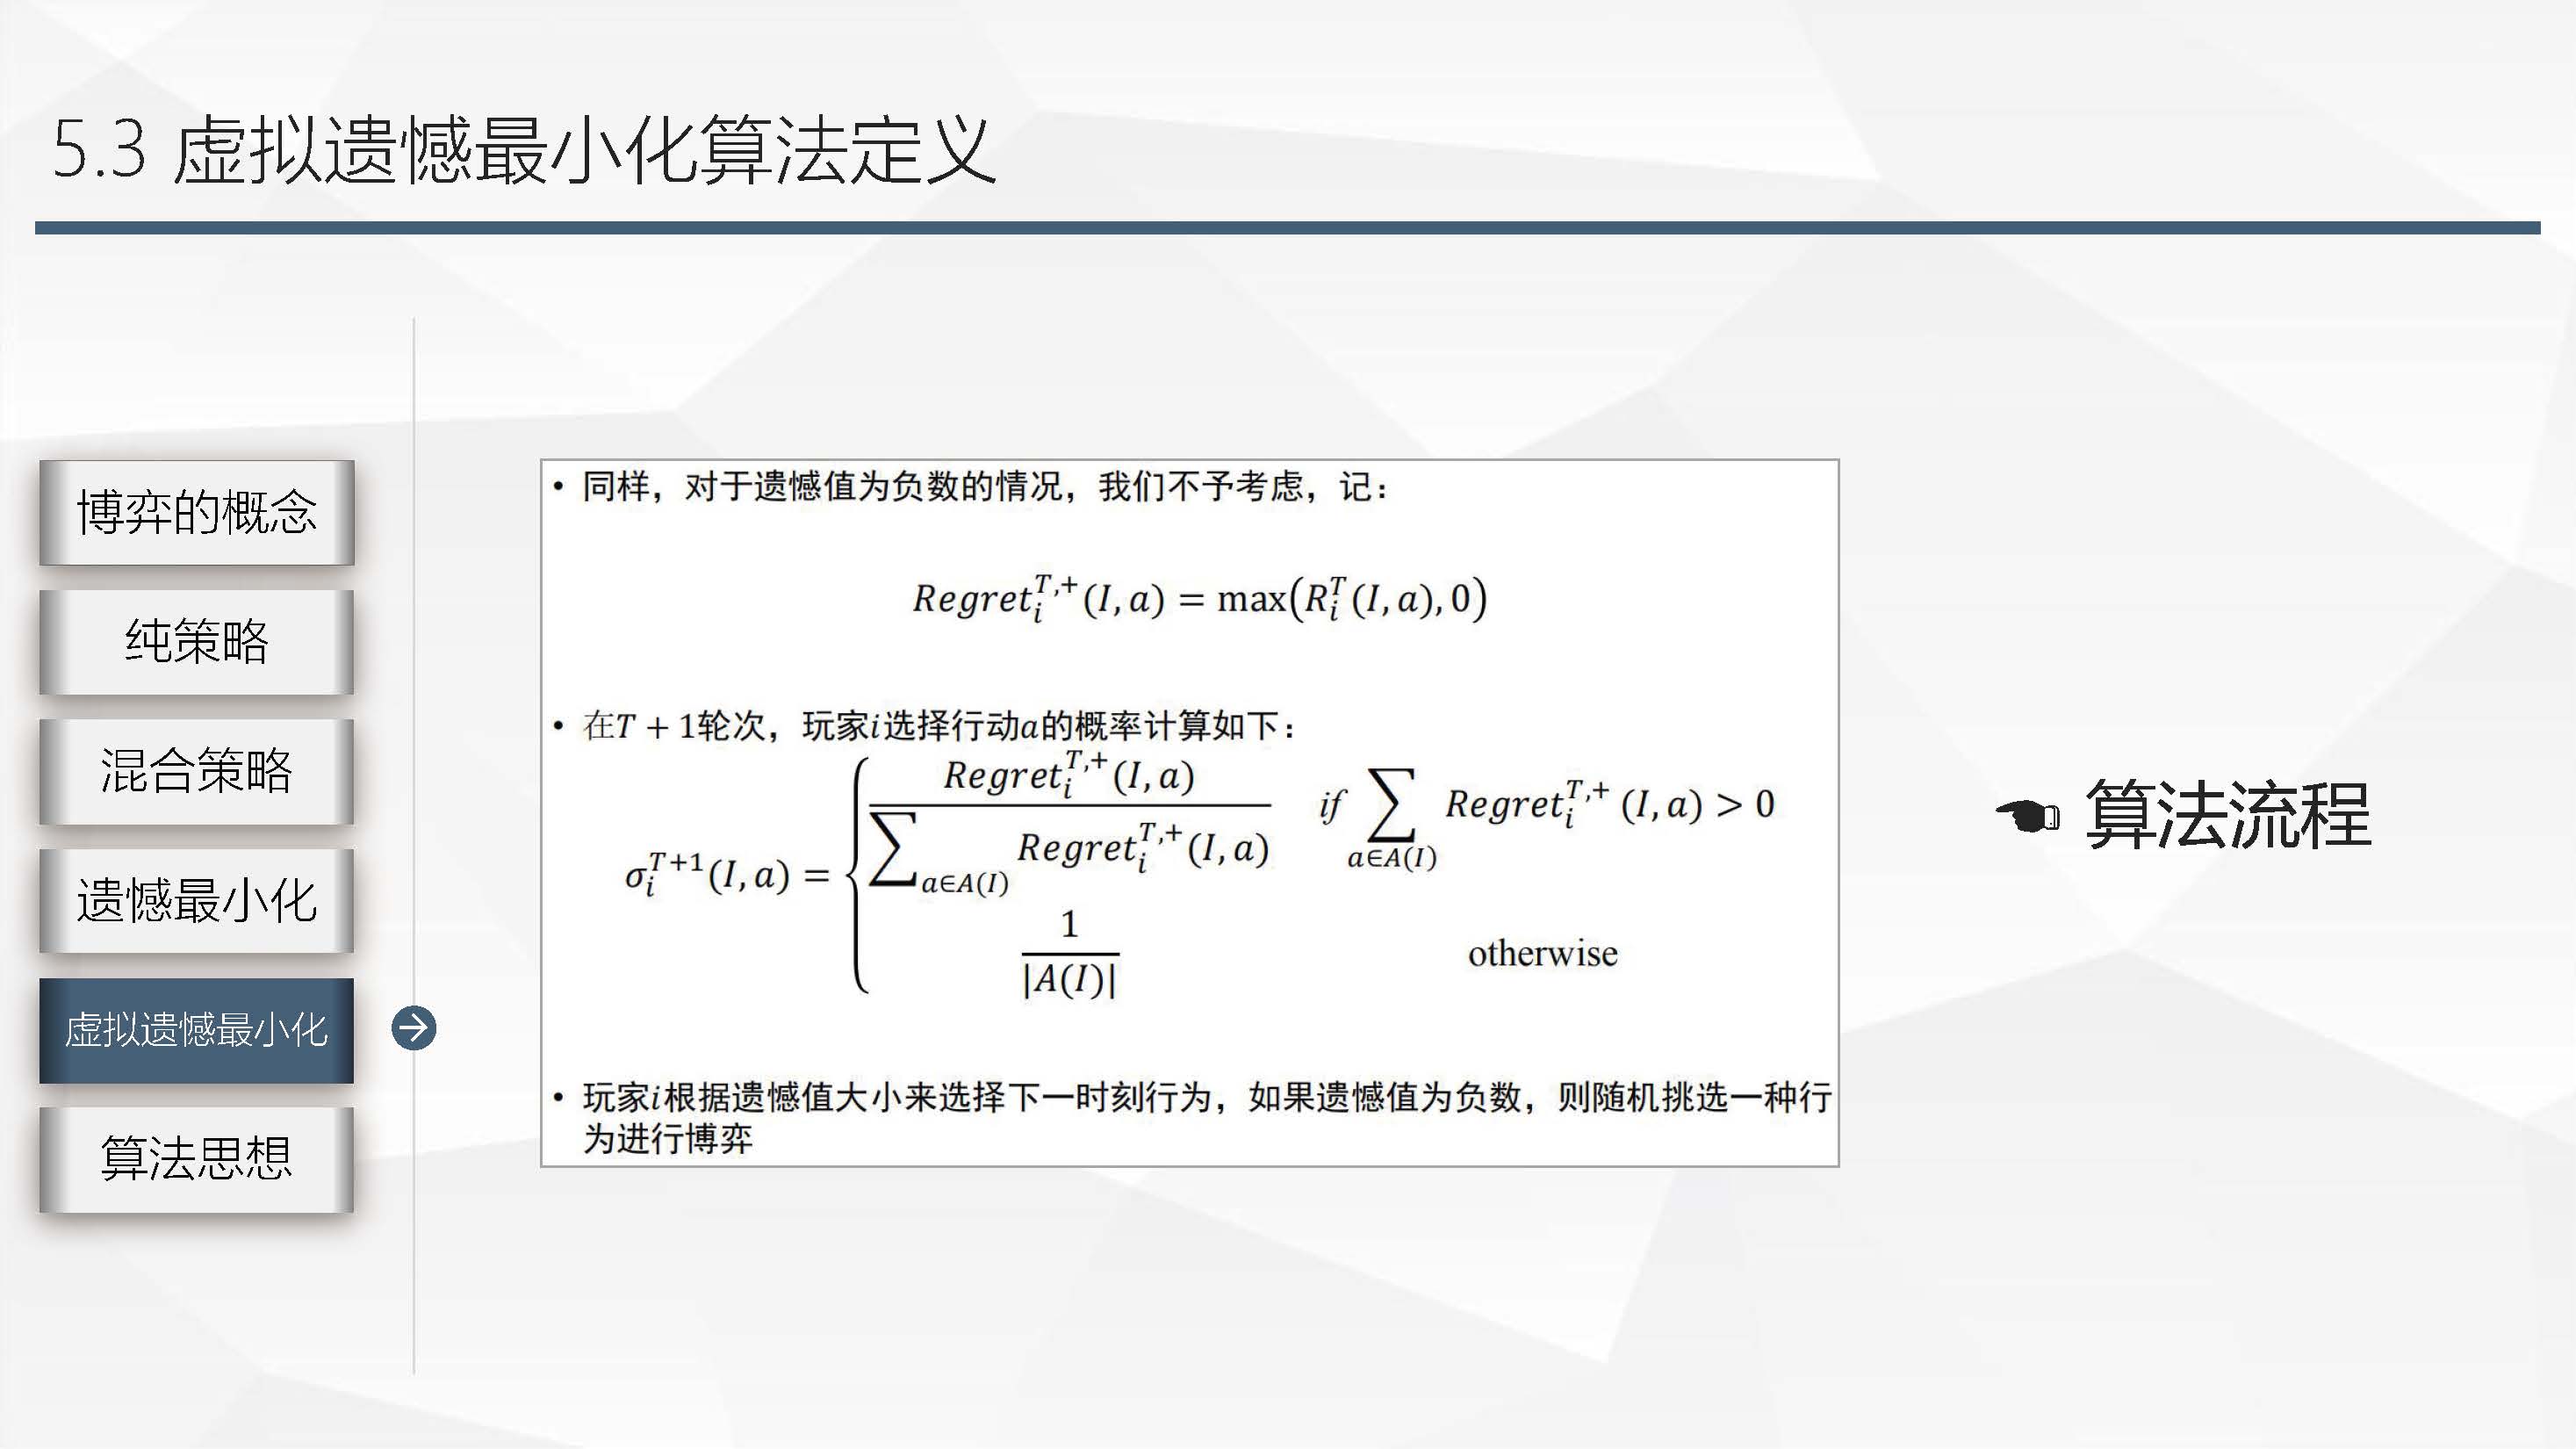 5.3 虚拟遗憾最小化算法定义
博弈的概念
纯策略
混合策略
遗憾最小化
虚拟遗憾最小化
算法思想
• 同样，对于遗憾值为负数的情况，我们不予考虑，记：
$Regret_i^{T,+}(I,a) = \max(R_i^T(I,a),0)$
• 在$T+1$轮次，玩家$i$选择行动$a$的概率计算如下：
$\sigma_i^{T+1}(I,a) = \begin{cases} \frac{Regret_i^{T,+}(I,a)}{\sum_{a \in A(I)} Regret_i^{T,+}(I,a)} & if \sum_{a \in A(I)} Regret_i^{T,+}(I,a) > 0 \\ \frac{1}{|A(I)|} & \text{otherwise} \end{cases}$
• 玩家$i$根据遗憾值大小来选择下一时刻行为，如果遗憾值为负数，则随机挑选一种行
为进行博弈
☚ 算法流程